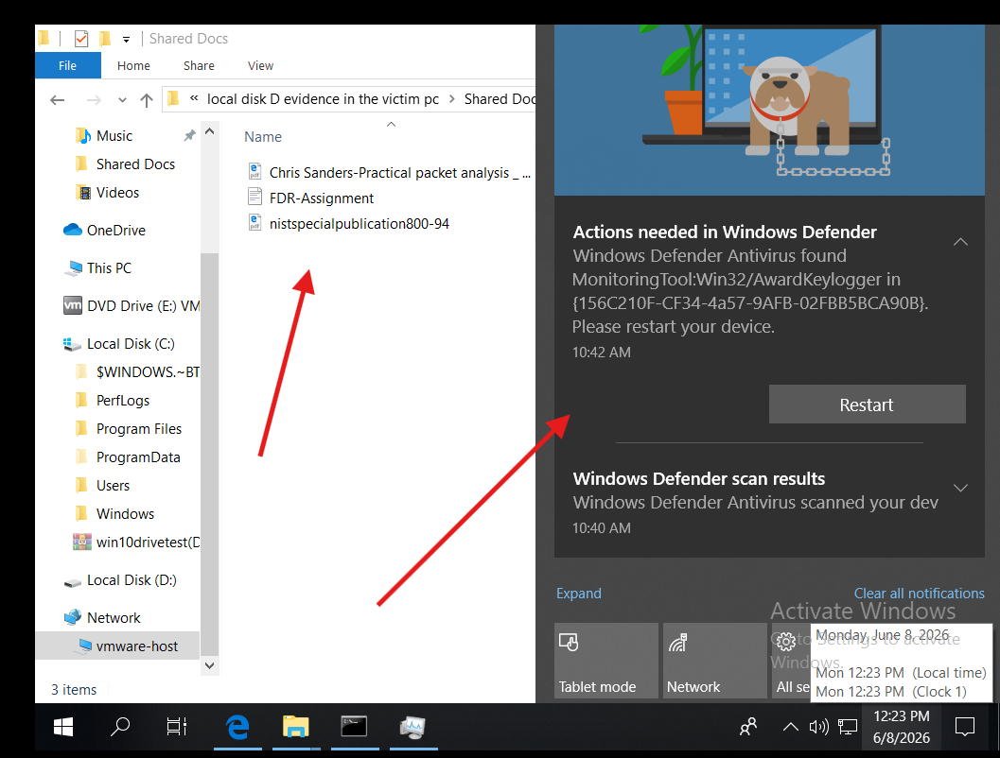 Shared Docs
File Home Share View
« local disk D evidence in the victim pc > Shared Doc
Music
Shared Docs
Videos
OneDrive
This PC
DVD Drive (E:) VM
Local Disk (C:)
$WINDOWS.~BT
PerfLogs
Program Files
ProgramData
Users
Windows
win10drivetest(D
Local Disk (D:)
Network
vmware-host
3 items
Name
Chris Sanders-Practical packet analysis _ ...
FDR-Assignment
nistspecialpublication800-94
Actions needed in Windows Defender
Windows Defender Antivirus found
MonitoringTool:Win32/AwardKeylogger in
{156C210F-CF34-4a57-9AFB-02FBB5BCA90B}.
Please restart your device.
10:42 AM
Restart
Windows Defender scan results
Windows Defender Antivirus scanned your dev
10:40 AM
Expand Clear all notifications
Activate Windows
Go to Settings to activate
Windows.
Tablet mode
Network
All se
Monday, June 8, 2026
Mon 12:23 PM (Local time)
Mon 12:23 PM (Clock 1)
12:23 PM
6/8/2026